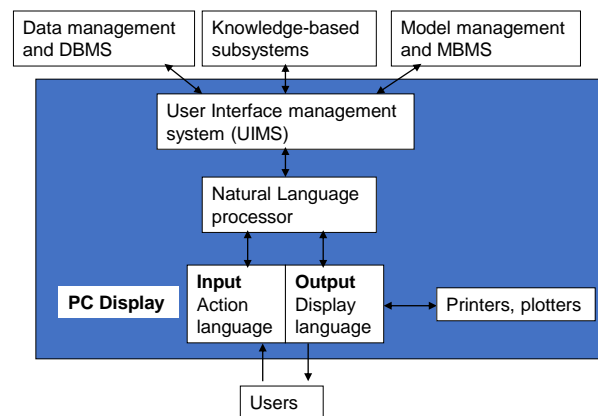 Data management
and DBMS
Knowledge-based
subsystems
Model management
and MBMS
User Interface management
system (UIMS)
Natural Language
processor
PC Display
Input
Action
language
Output
Display
language
Printers, plotters
Users